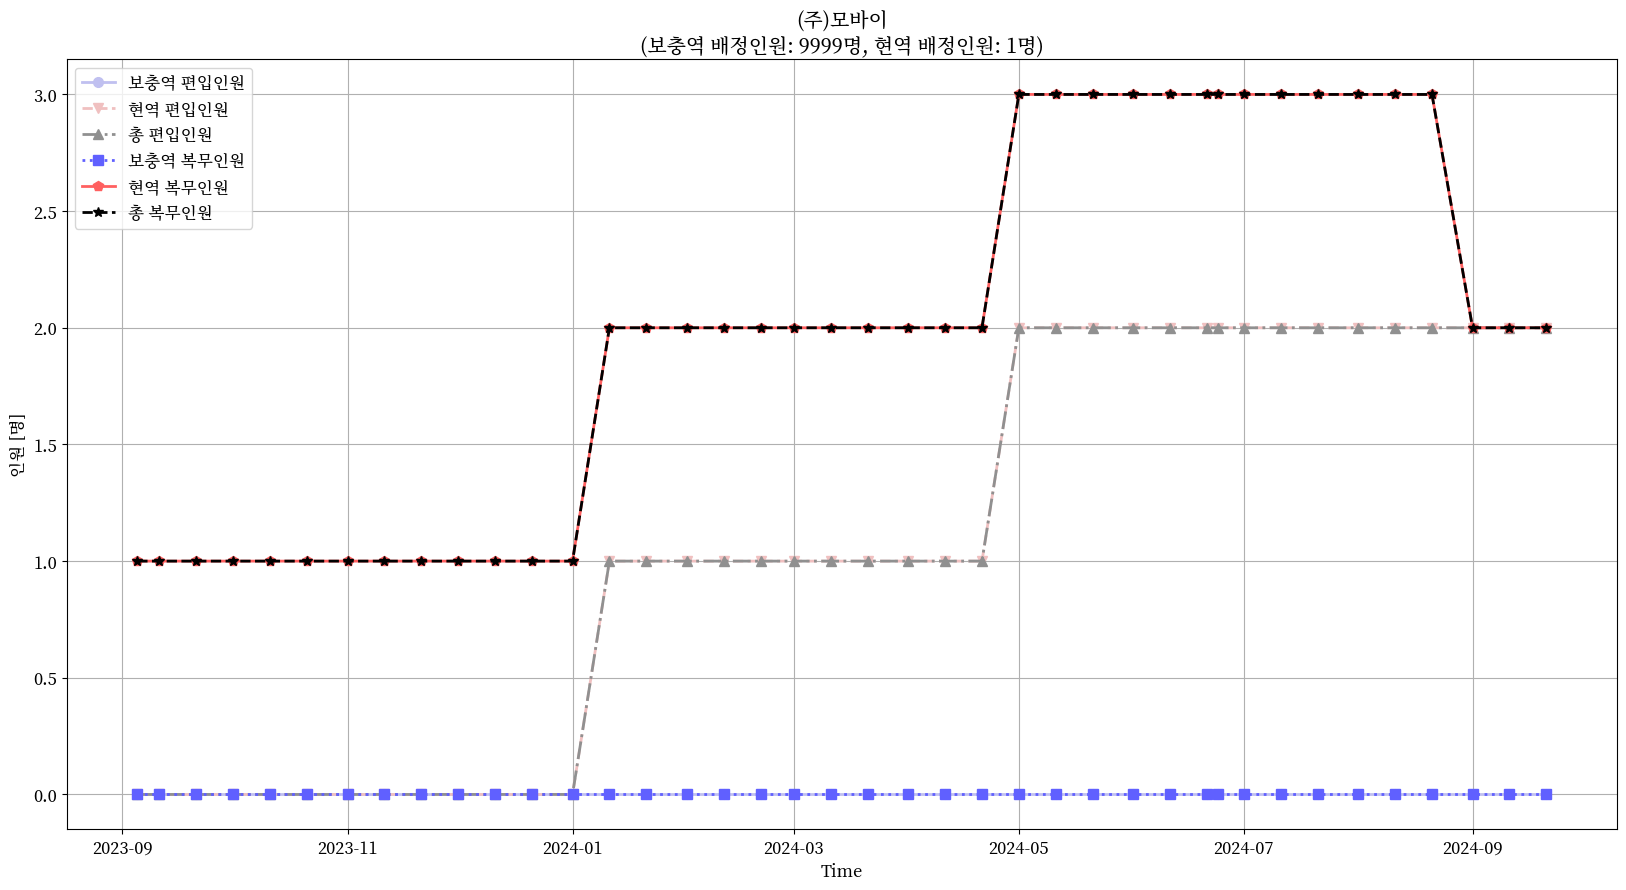 (주)모바이
(보충역 배정인원: 9999명, 현역 배정인원: 1명)
보충역 편입인원
현역 편입인원
총 편입인원
보충역 복무인원
현역 복무인원
총 복무인원
인원 [명]
3.0
2.5
2.0
1.5
1.0
0.5
0.0
2023-09 2023-11 2024-01 2024-03 2024-05 2024-07 2024-09
Time